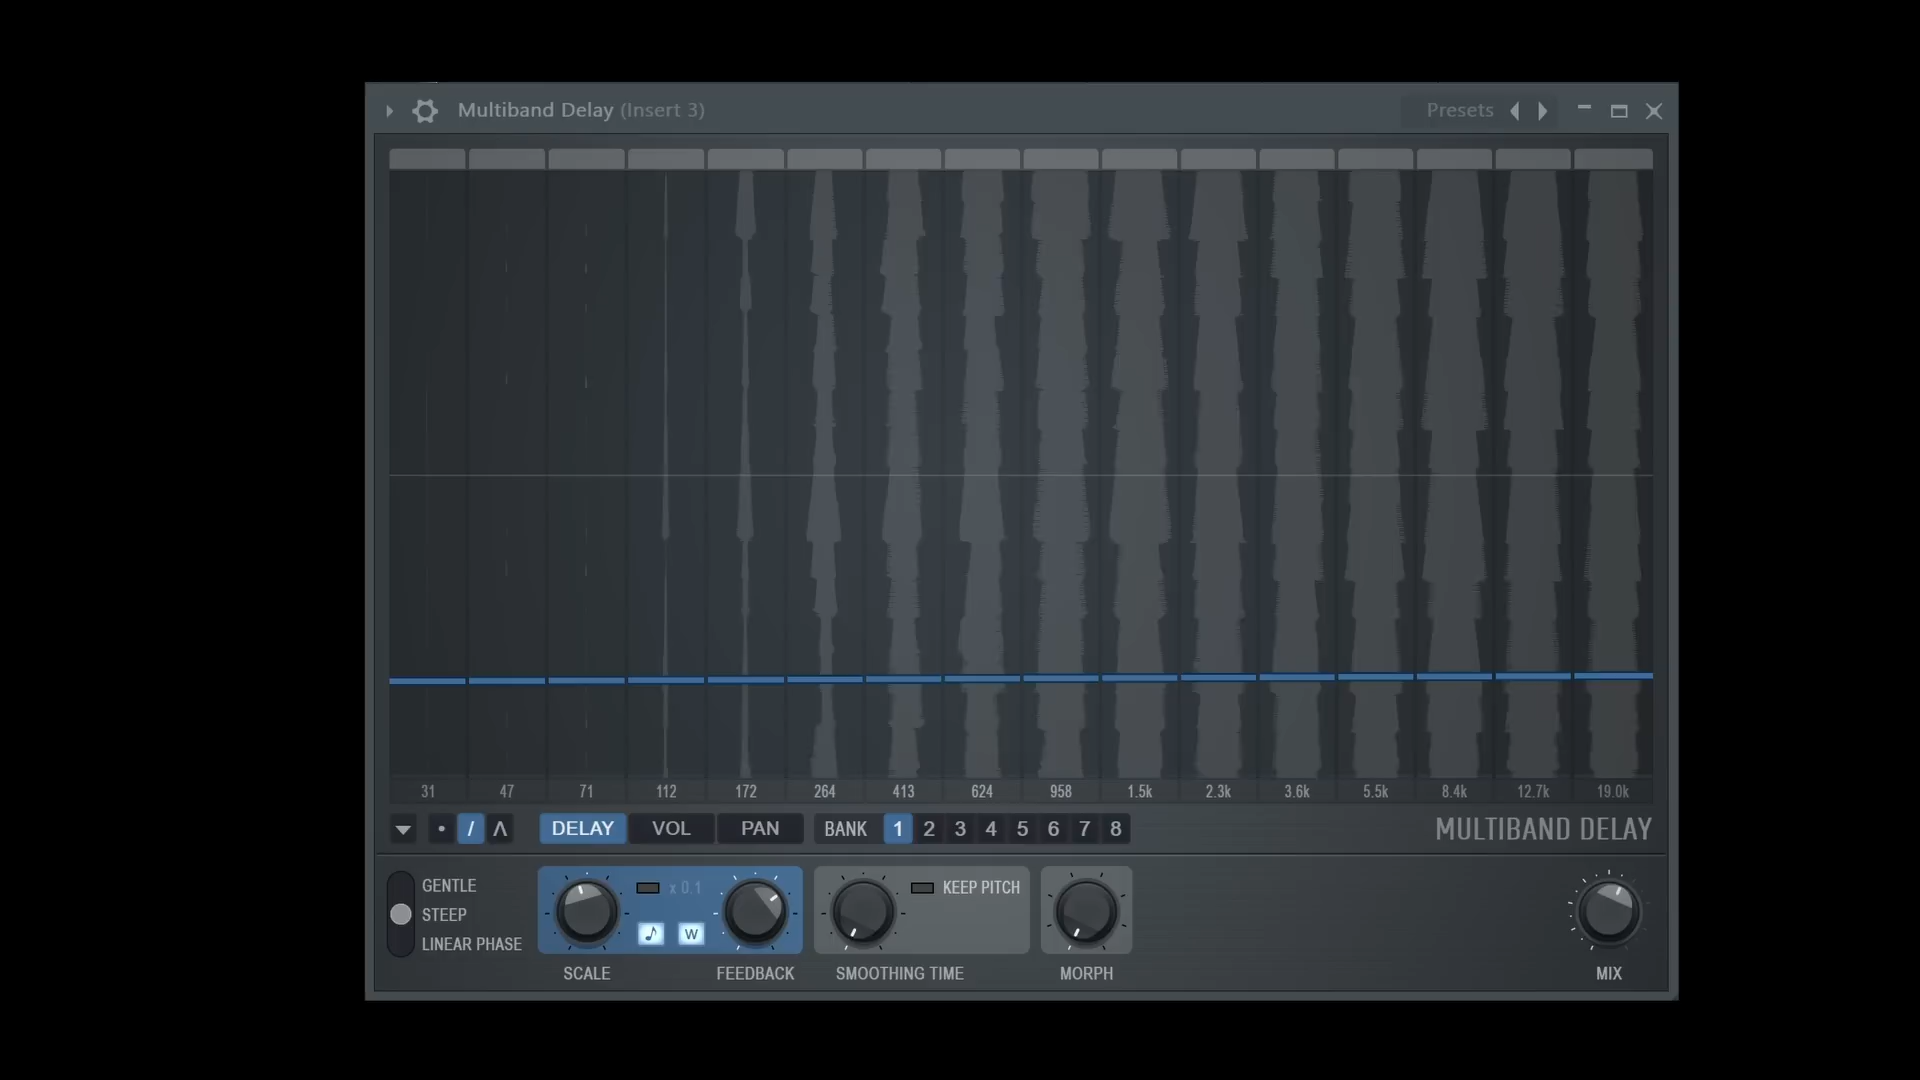 Multiband Delay (Insert 3)
Presets
31 47 71 112 172 264 413 624 958 1.5k 2.3k 3.6k 5.5k 8.4k 12.7k 19.0k
DELAY VOL PAN BANK 1 2 3 4 5 6 7 8 MULTIBAND DELAY
GENTLE
STEEP
LINEAR PHASE
x 0.1
W
KEEP PITCH
SCALE FEEDBACK SMOOTHING TIME MORPH MIX